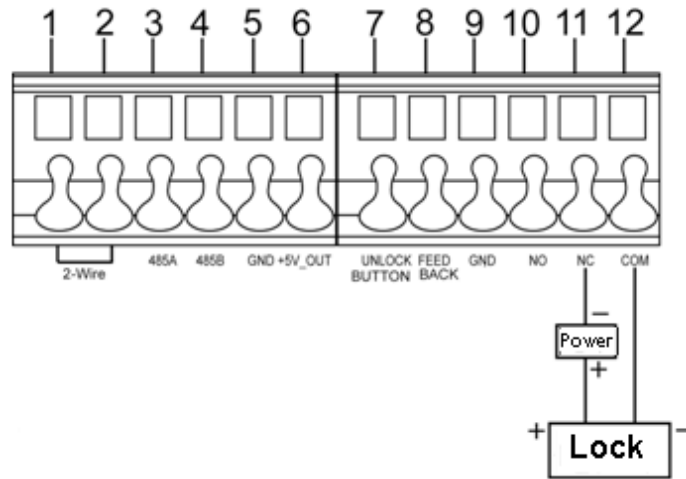 1 2 3 4 5 6 7 8 9 10 11 12
2-Wire 485A 485B GND +5V_OUT UNLOCK BUTTON FEED BACK GND NO NC COM
−
Power
+
+ Lock −